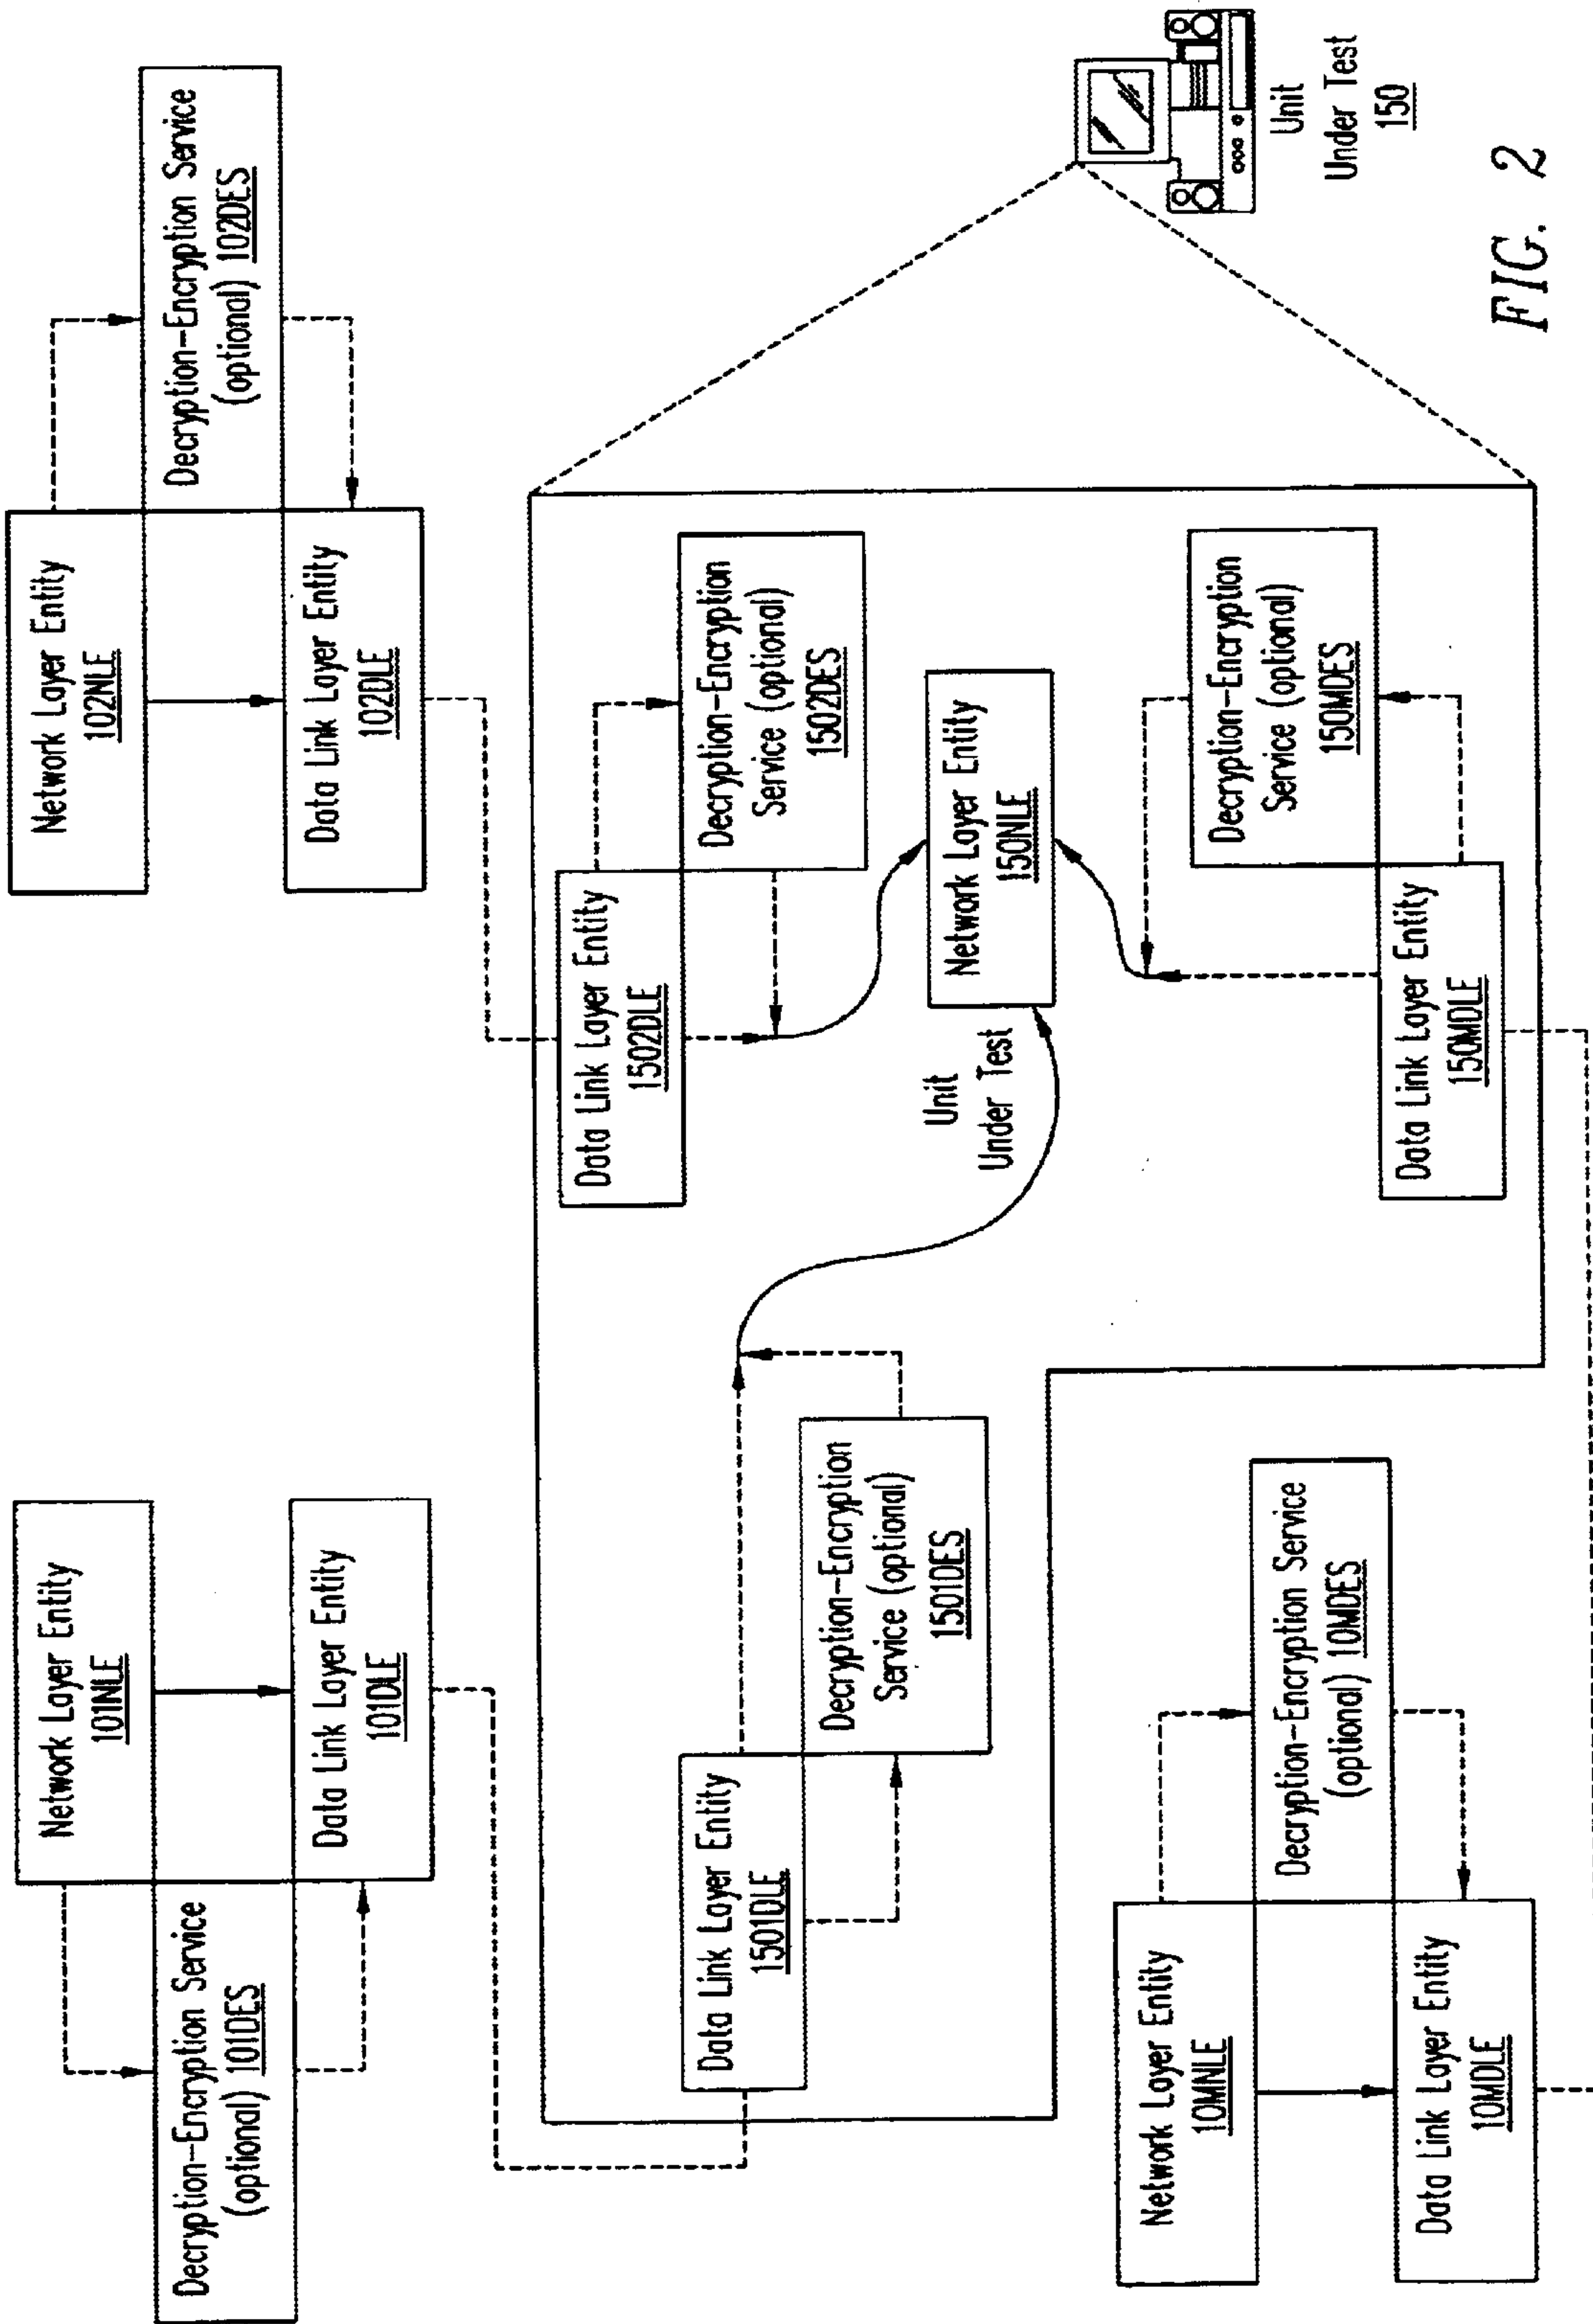 Network Layer Entity
101NLE
Decryption-Encryption Service
(optional) 101DES
Data Link Layer Entity
101DLE
Network Layer Entity
102NLE
Decryption-Encryption Service
(optional) 102DES
Data Link Layer Entity
102DLE
Data Link Layer Entity
1501DLE
Decryption-Encryption
Service (optional)
1501DES
Data Link Layer Entity
1502DLE
Decryption-Encryption
Service (optional)
1502DES
Unit
Under Test
Network Layer Entity
150NLE
Decryption-Encryption
Service (optional)
150MDES
Data Link Layer Entity
150MDLE
Network Layer Entity
10MNLE
Decryption-Encryption Service
(optional) 10MDES
Data Link Layer Entity
10MDLE
Unit
Under Test
150
FIG. 2